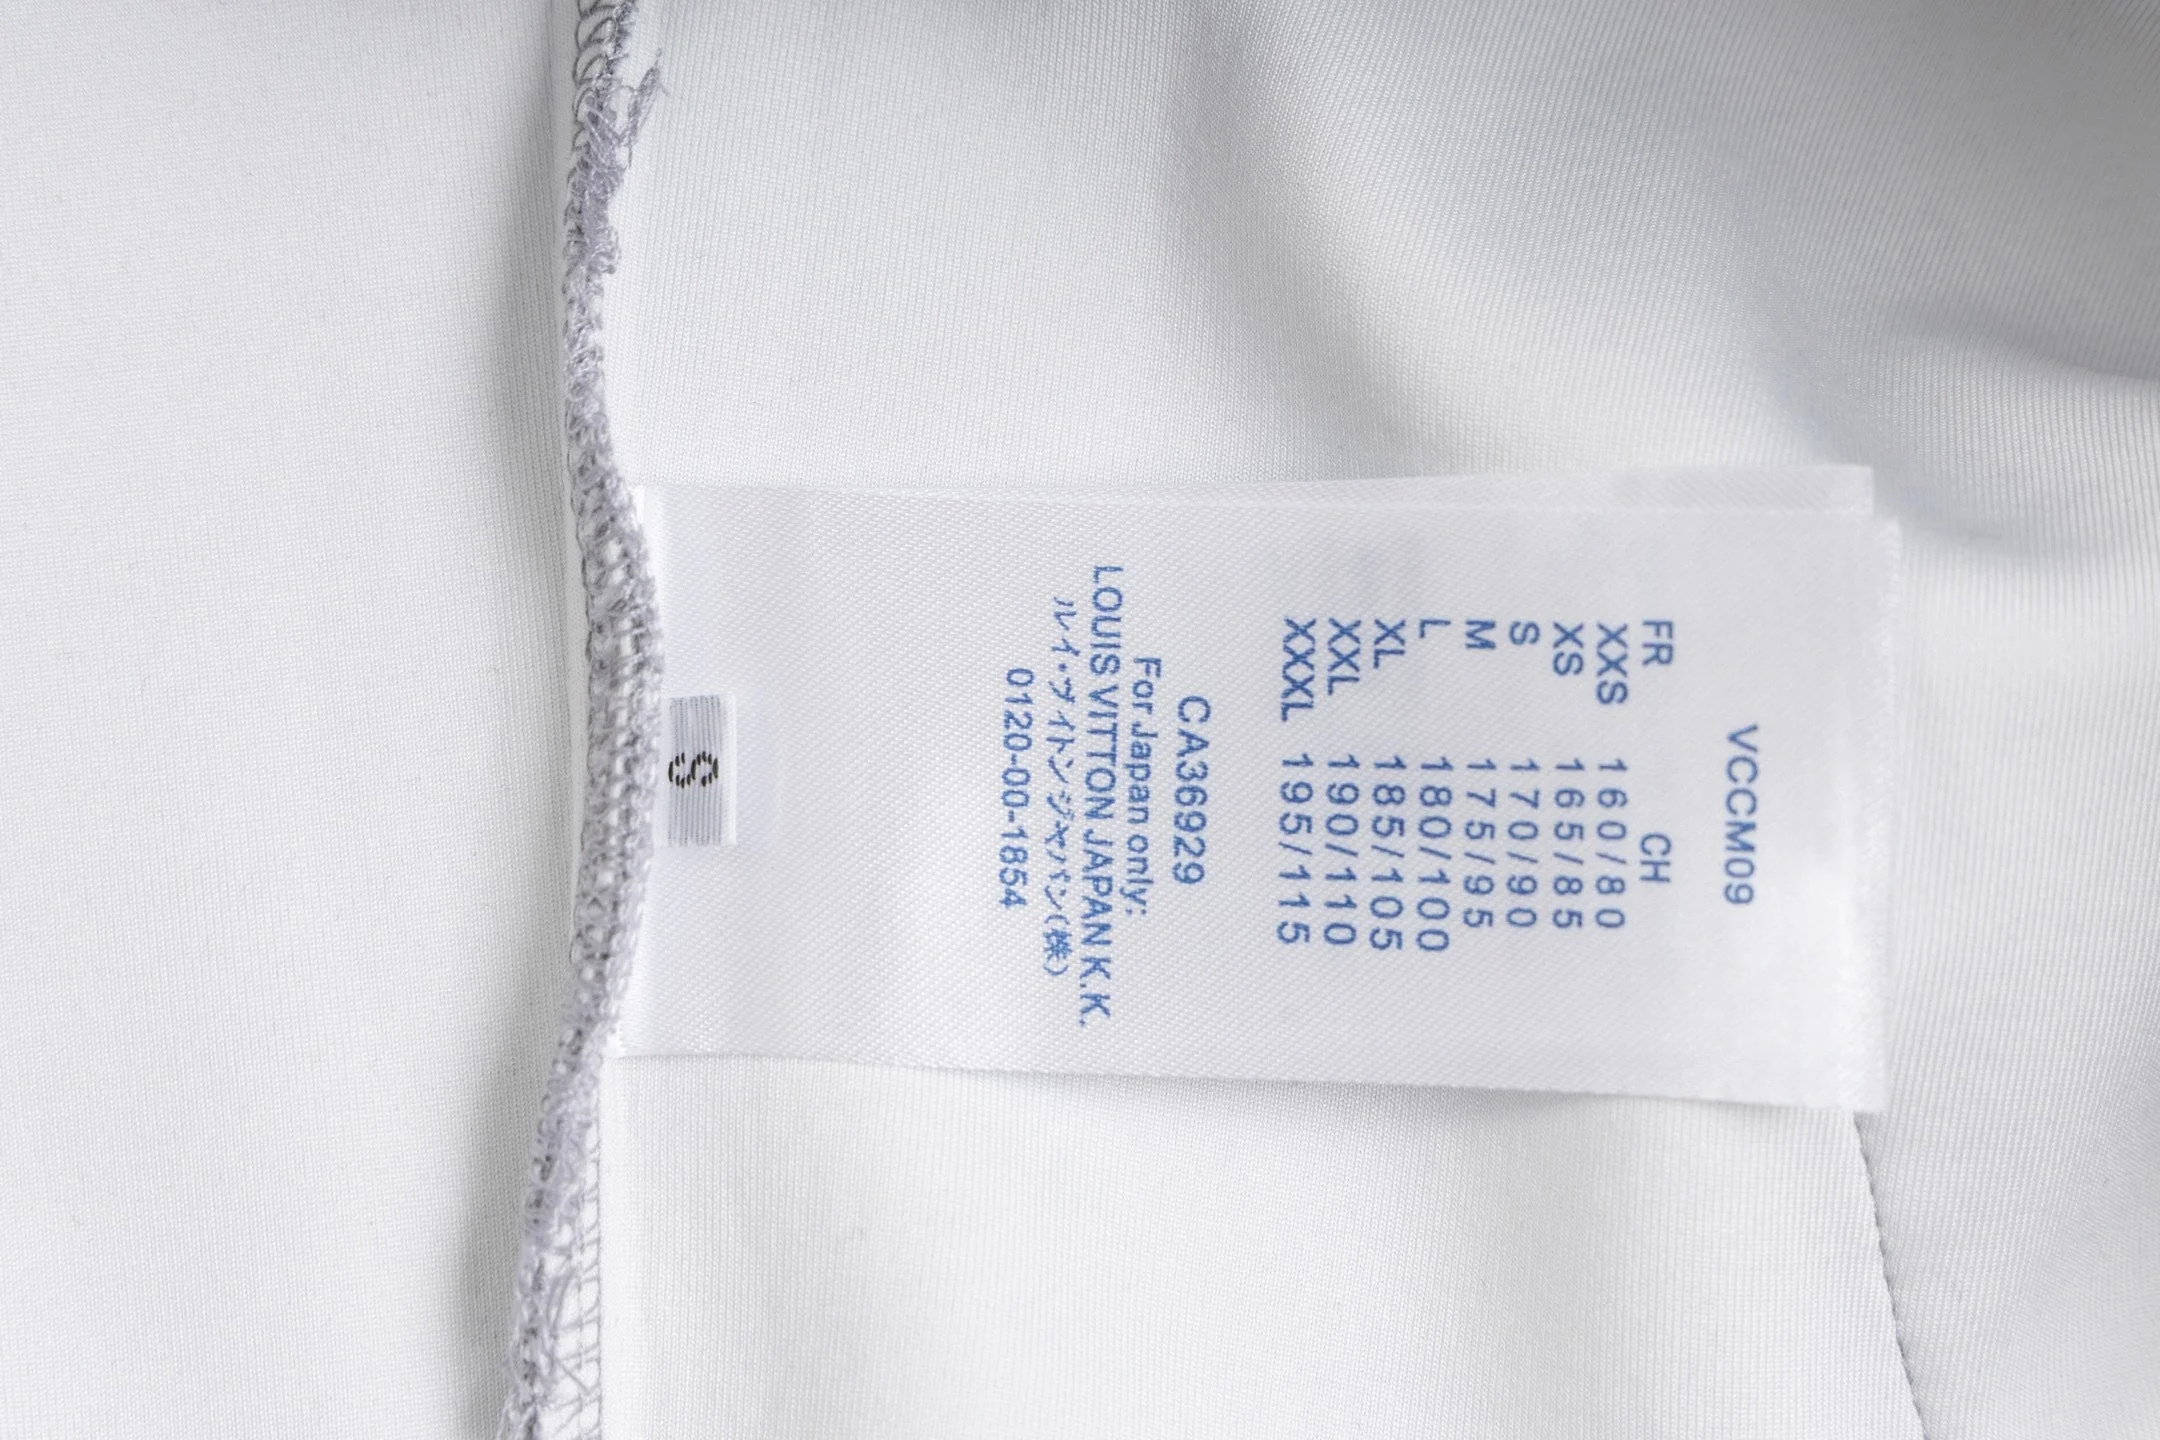 VCCM09
FR CH
XXS 160/80
XS 165/85
S 170/90
M 175/95
L 180/100
XL 185/105
XXL 190/110
XXXL 195/115
CA36929
For Japan only:
LOUIS VITTON JAPAN K.K.
ルイ・ヴィトンジャパン(株)
0120-00-1854
S